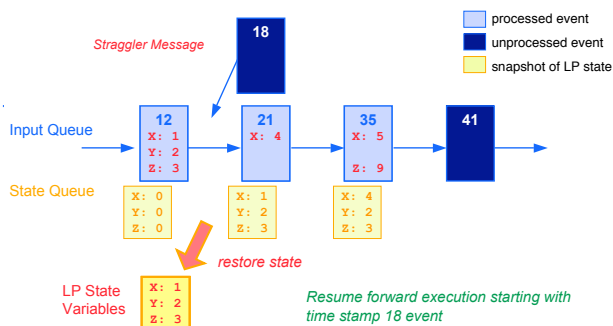 processed event
unprocessed event
snapshot of LP state
Straggler Message
18
Input Queue
12
X: 1
Y: 2
Z: 3
21
X: 4
35
X: 5
Z: 9
41
State Queue
X: 0
Y: 0
Z: 0
X: 1
Y: 2
Z: 3
X: 4
Y: 2
Z: 3
restore state
LP State
Variables
X: 1
Y: 2
Z: 3
Resume forward execution starting with
time stamp 18 event